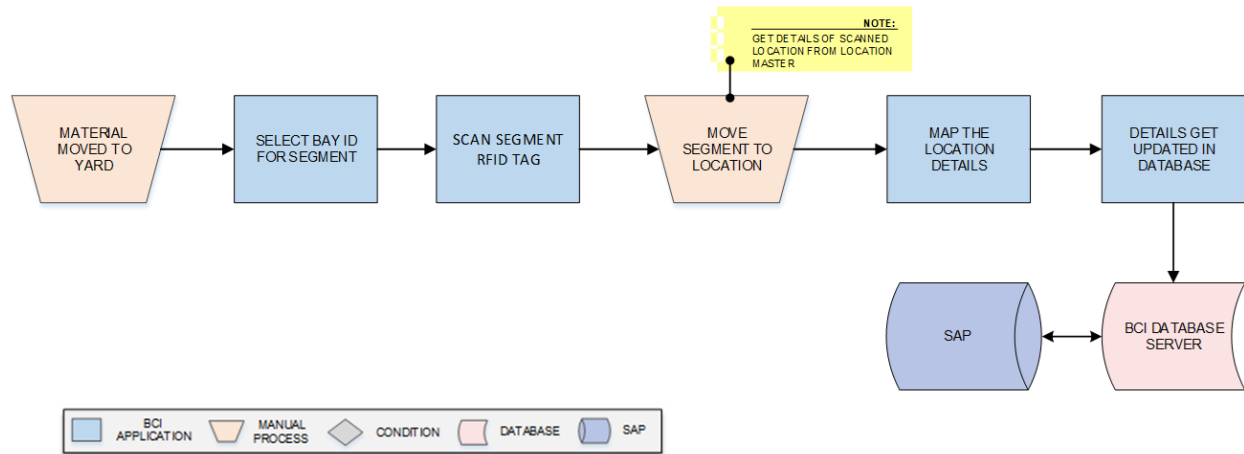 NOTE:
GET DETAILS OF SCANNED
LOCATION FROM LOCATION
MASTER
MATERIAL
MOVED TO
YARD
SELECT BAY ID
FOR SEGMENT
SCAN SEGMENT
RFID TAG
MOVE
SEGMENT TO
LOCATION
MAP THE
LOCATION
DETAILS
DETAILS GET
UPDATED IN
DATABASE
SAP
BCI DATABASE
SERVER
BCI
APPLICATION
MANUAL
PROCESS
CONDITION
DATABASE
SAP